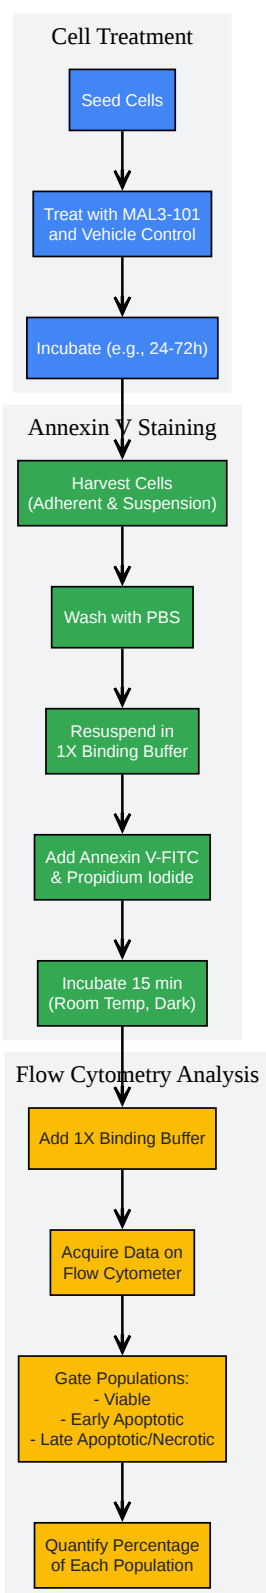 Cell Treatment
Seed Cells
Treat with MAL3-101
and Vehicle Control
Incubate (e.g., 24-72h)
Annexin V Staining
Harvest Cells
(Adherent & Suspension)
Wash with PBS
Resuspend in
1X Binding Buffer
Add Annexin V-FITC
& Propidium Iodide
Incubate 15 min
(Room Temp, Dark)
Flow Cytometry Analysis
Add 1X Binding Buffer
Acquire Data on
Flow Cytometer
Gate Populations:
- Viable
- Early Apoptotic
- Late Apoptotic/Necrotic
Quantify Percentage
of Each Population